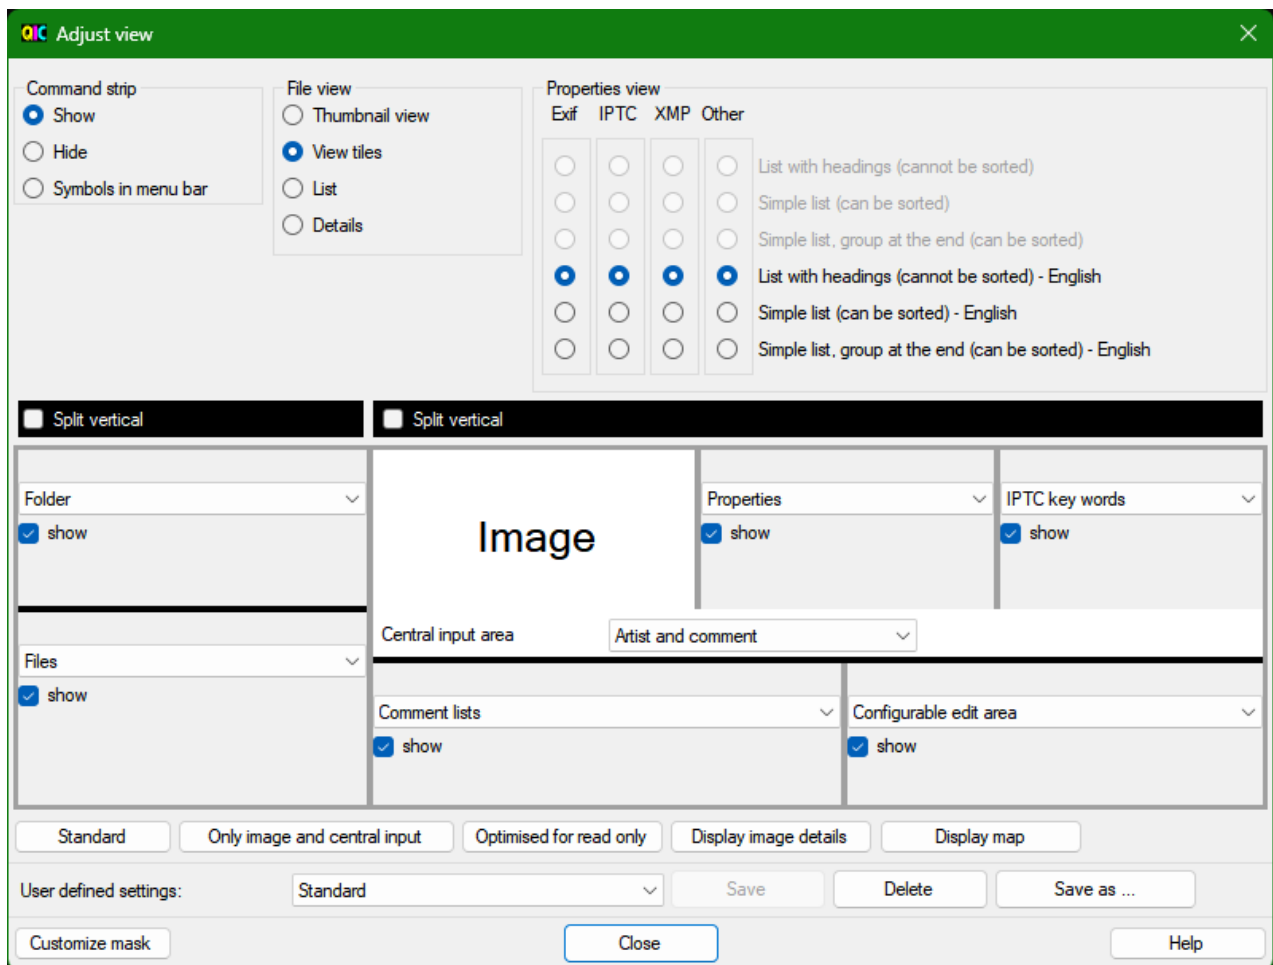 QIC Adjust view
Command strip
Show
Hide
Symbols in menu bar
File view
Thumbnail view
View tiles
List
Details
Properties view
Exif IPTC XMP Other
List with headings (cannot be sorted)
Simple list (can be sorted)
Simple list, group at the end (can be sorted)
List with headings (cannot be sorted) - English
Simple list (can be sorted) - English
Simple list, group at the end (can be sorted) - English
Split vertical
Split vertical
Folder
show
Files
show
Image
Properties
show
IPTC key words
show
Central input area Artist and comment
Comment lists
show
Configurable edit area
show
Standard Only image and central input Optimised for read only Display image details Display map
User defined settings: Standard Save Delete Save as ...
Customize mask Close Help